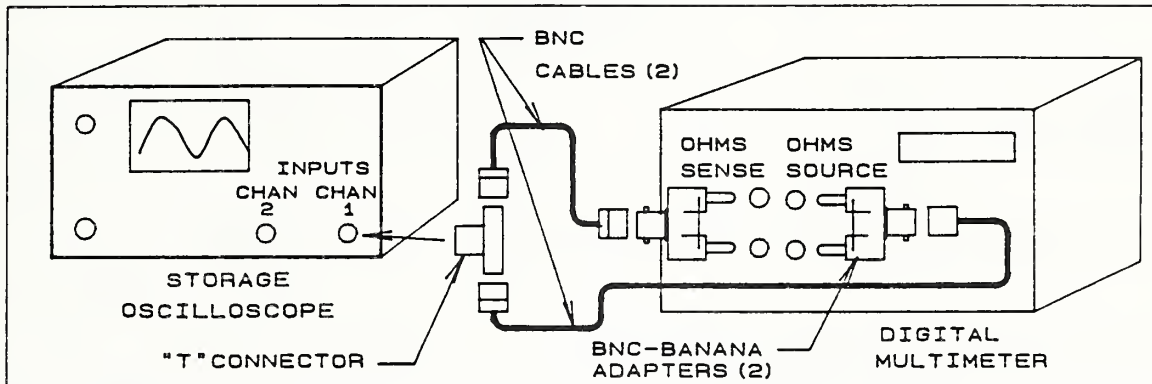 BNC
CABLES (2)
OHMS
SENSE
OHMS
SOURCE
INPUTS
CHAN
2
CHAN
1
STORAGE
OSCILLOSCOPE
"T" CONNECTOR
BNC-BANANA
ADAPTERS (2)
DIGITAL
MULTIMETER